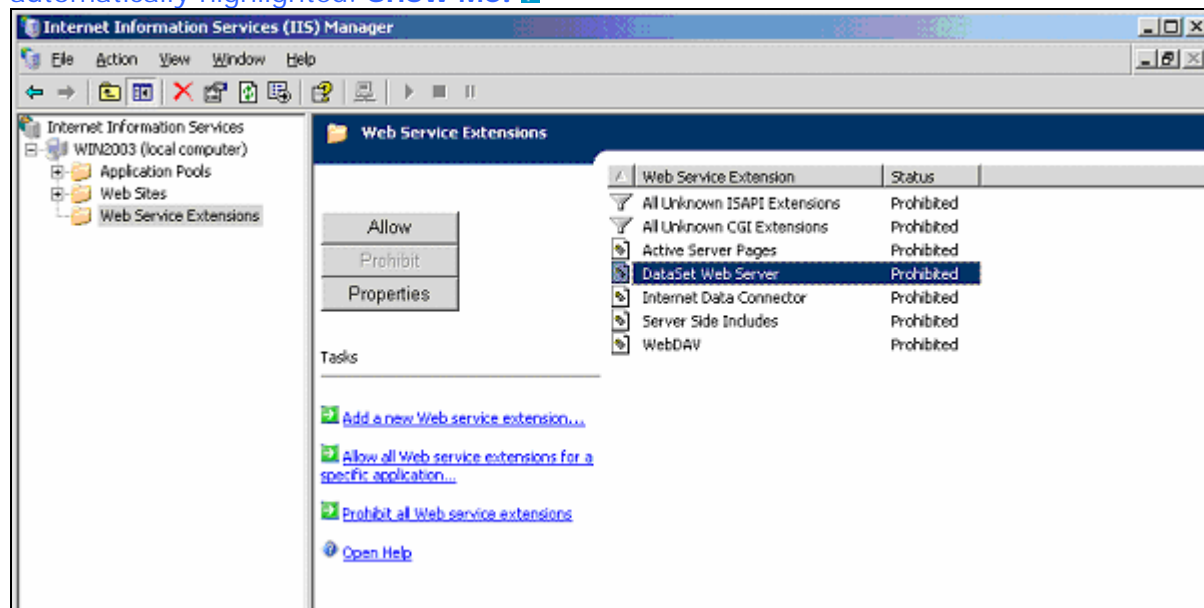 automatically highlighted. Show Me!
Internet Information Services (IIS) Manager
File Action View Window Help
Internet Information Services
WIN2003 (local computer)
Application Pools
Web Sites
Web Service Extensions
Web Service Extensions
Allow
Prohibit
Properties
Tasks
Add a new Web service extension...
Allow all Web service extensions for a
specific application...
Prohibit all Web service extensions
Open Help
Web Service Extension Status
All Unknown ISAPI Extensions Prohibited
All Unknown CGI Extensions Prohibited
Active Server Pages Prohibited
DataSet Web Server Prohibited
Internet Data Connector Prohibited
Server Side Includes Prohibited
WebDAV Prohibited